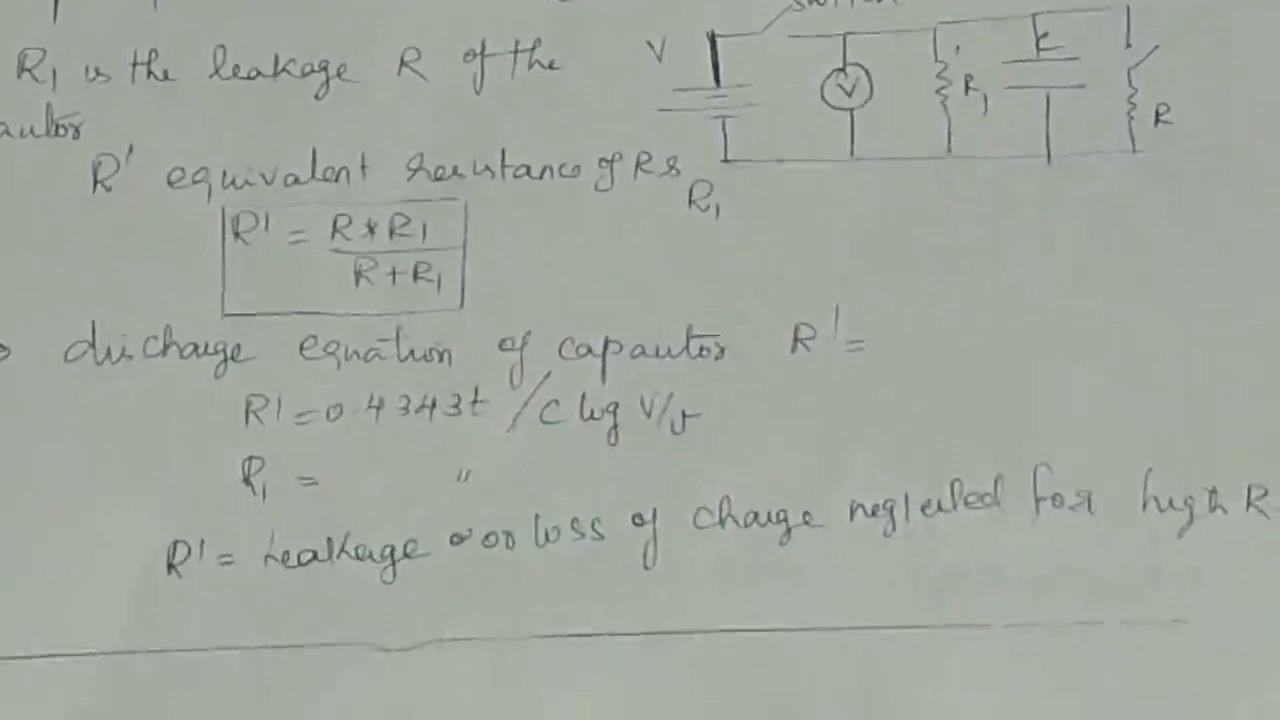 R1 is the leakage R of the
R' equivalent resistance of R &
R1
R' = R*R1
R+R1
discharge equation of capacitor R' =
R' = 0.4343t / C log V/v
R1 = "
R' = Leakage or loss of charge neglected for high R
V
V
R1
R